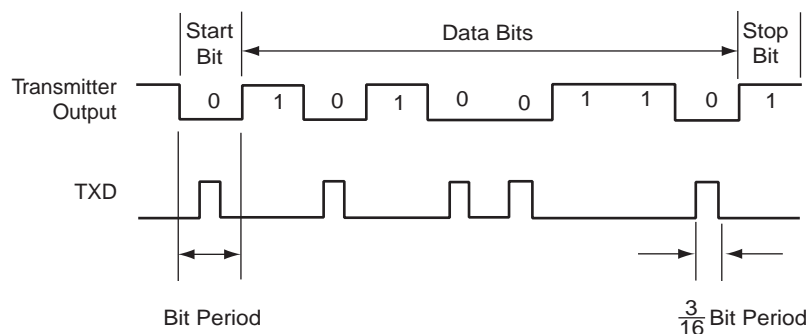 Start Bit
Data Bits
Stop Bit
Transmitter Output
0 1 0 1 0 0 1 1 0 1
TXD
Bit Period
3/16 Bit Period